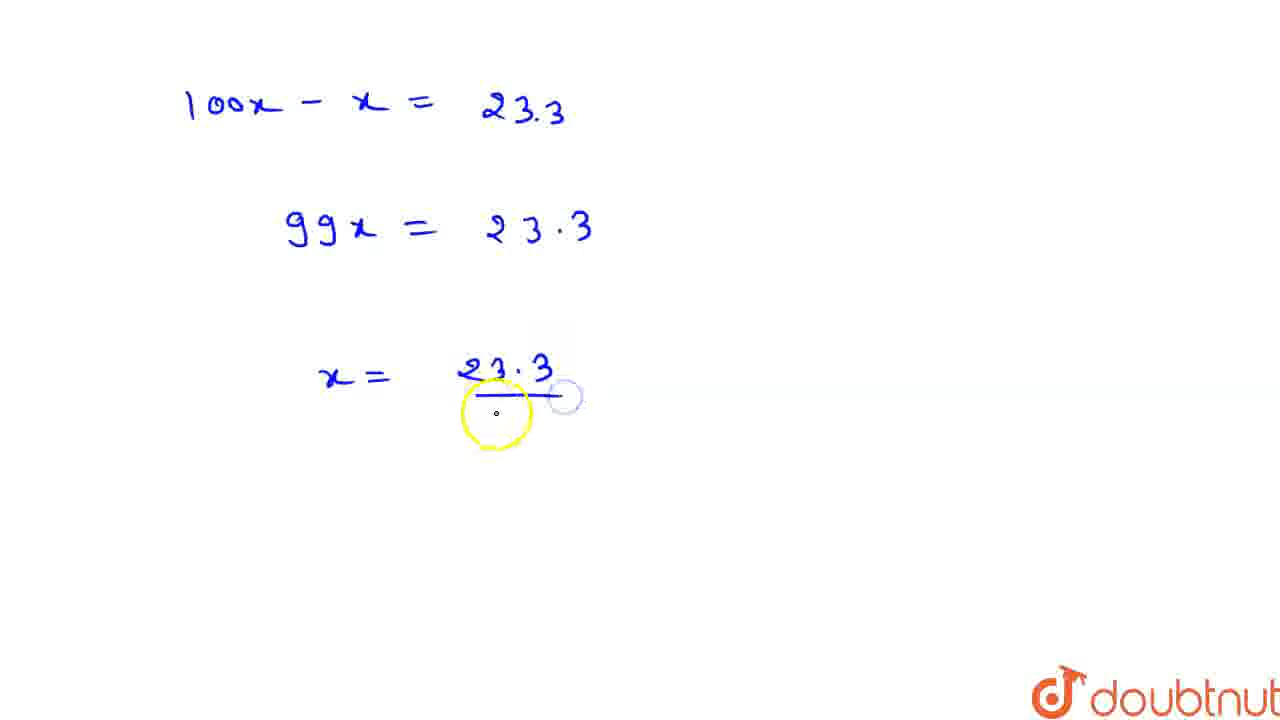 100x - x = 23.3
99x = 23.3
x = 23.3
doubtnut